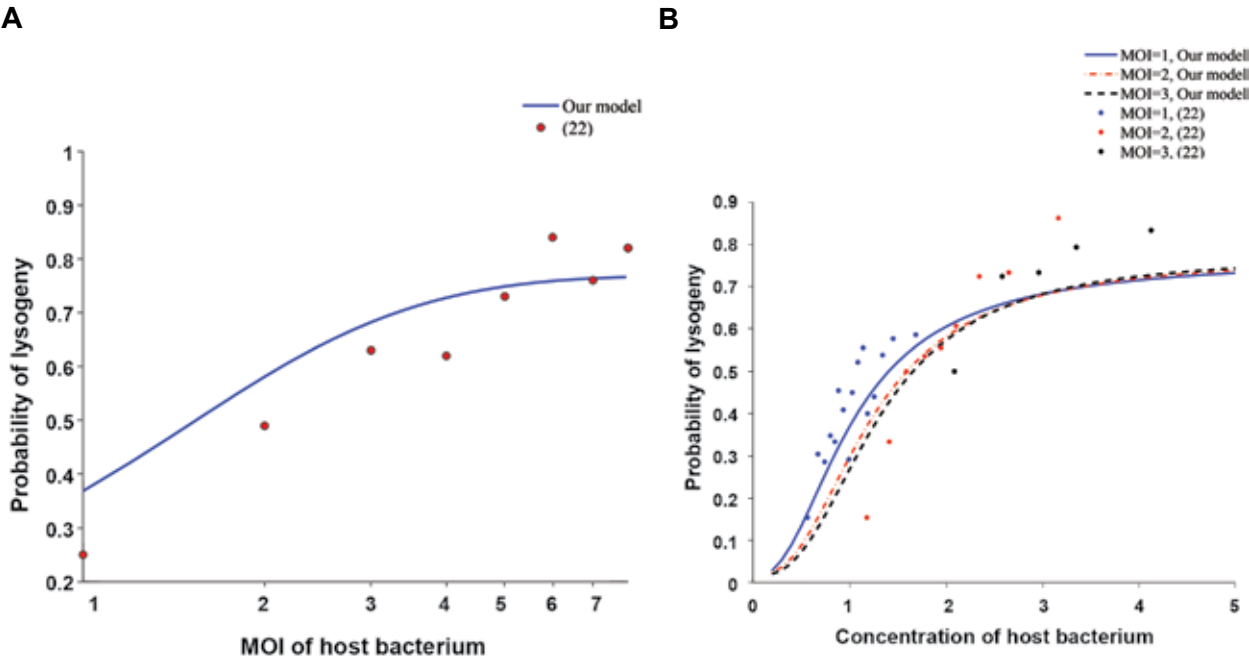 A
Our model
(22)
1
0.9
0.8
0.7
0.6
0.5
0.4
0.3
0.2
1 2 3 4 5 6 7
Probability of lysogeny
MOI of host bacterium
B
MOI=1, Our modell
MOI=2, Our modell
MOI=3, Our modell
MOI=1, (22)
MOI=2, (22)
MOI=3, (22)
0.9
0.8
0.7
0.6
0.5
0.4
0.3
0.2
0.1
0
0 1 2 3 4 5
Probability of lysogeny
Concentration of host bacterium